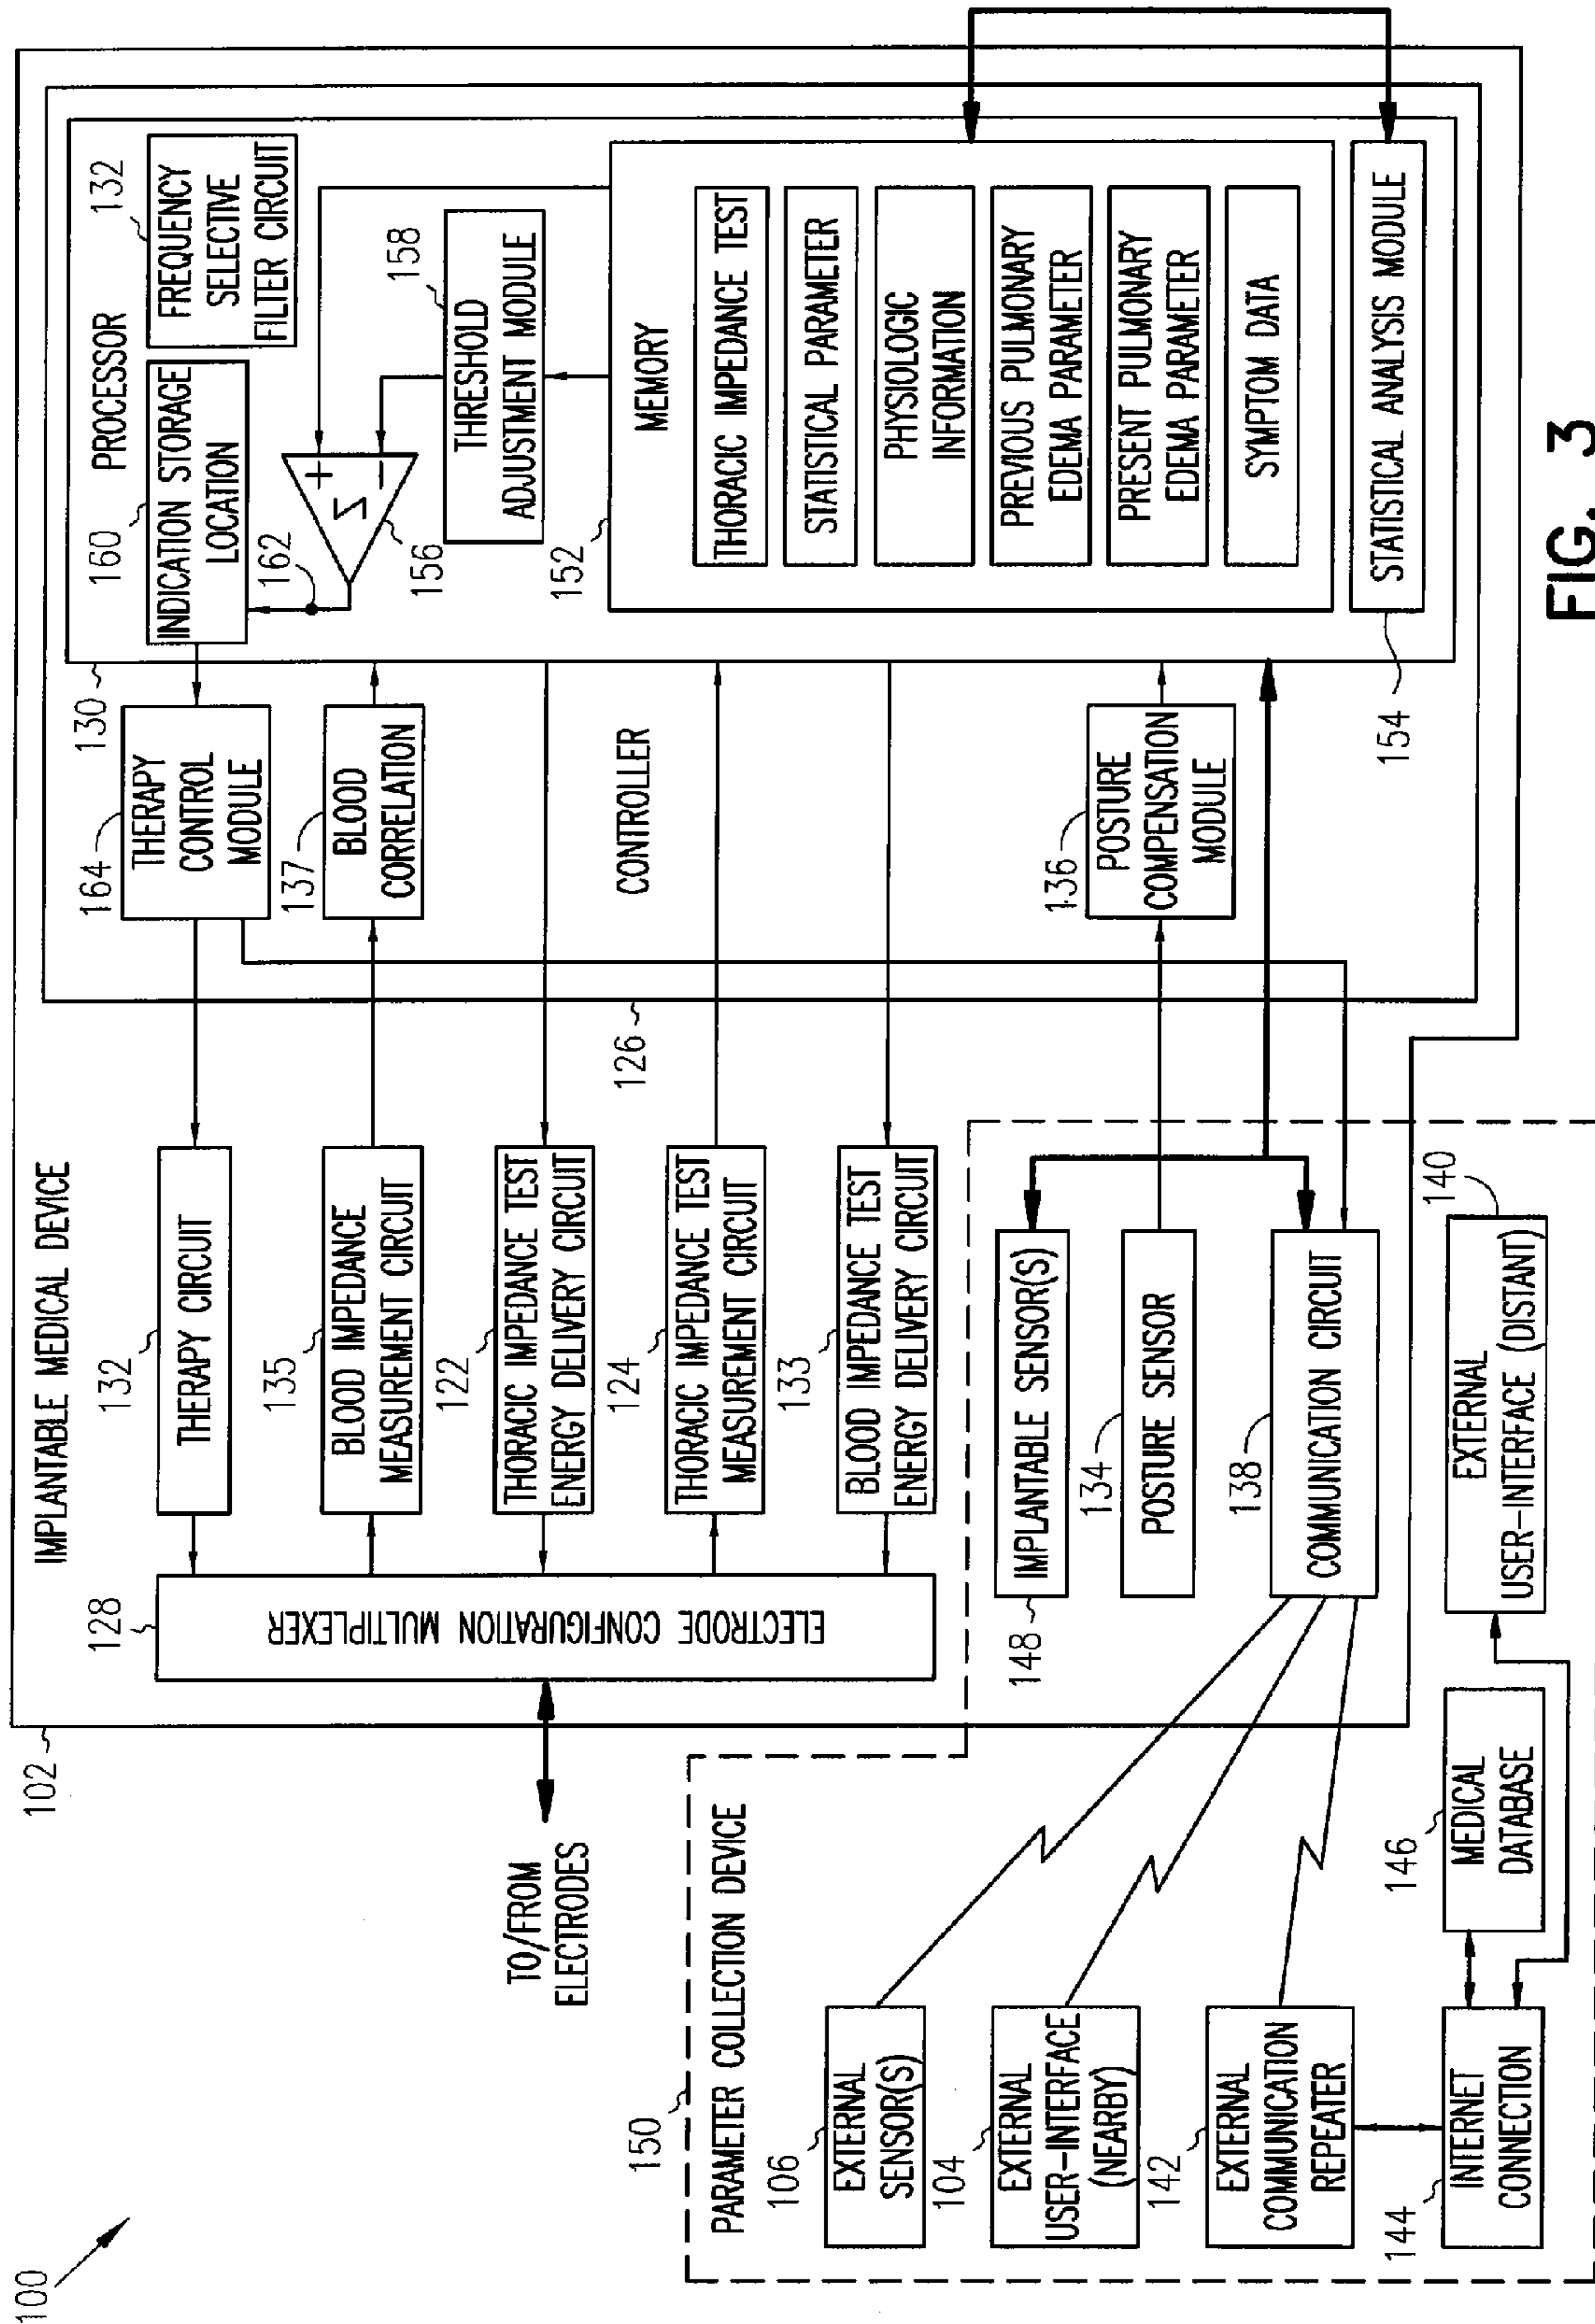 100
102
IMPLANTABLE MEDICAL DEVICE
TO/FROM
ELECTRODES
128
ELECTRODE CONFIGURATION MULTIPLEXER
132
THERAPY CIRCUIT
135
BLOOD IMPEDANCE
MEASUREMENT CIRCUIT
122
THORACIC IMPEDANCE TEST
ENERGY DELIVERY CIRCUIT
124
THORACIC IMPEDANCE TEST
MEASUREMENT CIRCUIT
133
BLOOD IMPEDANCE TEST
ENERGY DELIVERY CIRCUIT
126
CONTROLLER
164
THERAPY
CONTROL
MODULE
137
BLOOD
CORRELATION
136
POSTURE
COMPENSATION
MODULE
130
PROCESSOR
160
INDICATION STORAGE
LOCATION
162
132
FREQUENCY
SELECTIVE
FILTER CIRCUIT
+
−
Σ
156
158
THRESHOLD
ADJUSTMENT MODULE
152
MEMORY
THORACIC IMPEDANCE TEST
STATISTICAL PARAMETER
PHYSIOLOGIC
INFORMATION
PREVIOUS PULMONARY
EDEMA PARAMETER
PRESENT PULMONARY
EDEMA PARAMETER
SYMPTOM DATA
STATISTICAL ANALYSIS MODULE
154
150
PARAMETER COLLECTION DEVICE
148
IMPLANTABLE SENSOR(S)
134
POSTURE SENSOR
138
COMMUNICATION CIRCUIT
106
EXTERNAL
SENSOR(S)
104
EXTERNAL
USER-INTERFACE
(NEARBY)
142
EXTERNAL
COMMUNICATION
REPEATER
144
INTERNET
CONNECTION
146
MEDICAL
DATABASE
140
EXTERNAL
USER-INTERFACE (DISTANT)
FIG. 3